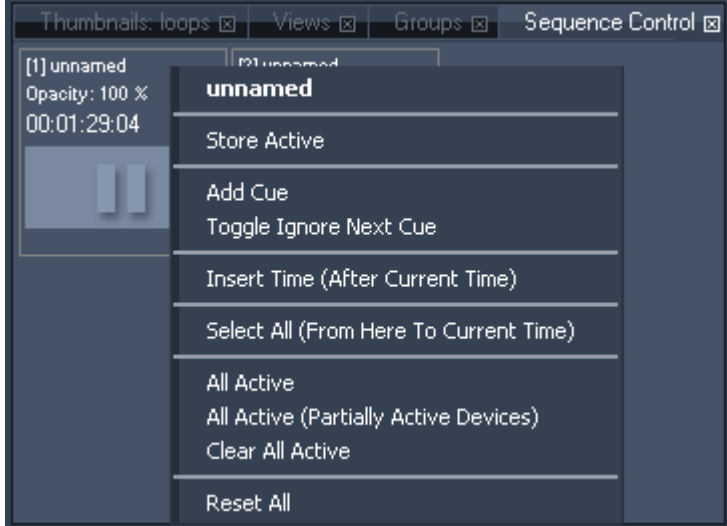 Thumbnails: loops Views Groups Sequence Control
[1] unnamed [2] unnamed
Opacity: 100 %
00:01:29:04
unnamed
Store Active
Add Cue
Toggle Ignore Next Cue
Insert Time (After Current Time)
Select All (From Here To Current Time)
All Active
All Active (Partially Active Devices)
Clear All Active
Reset All